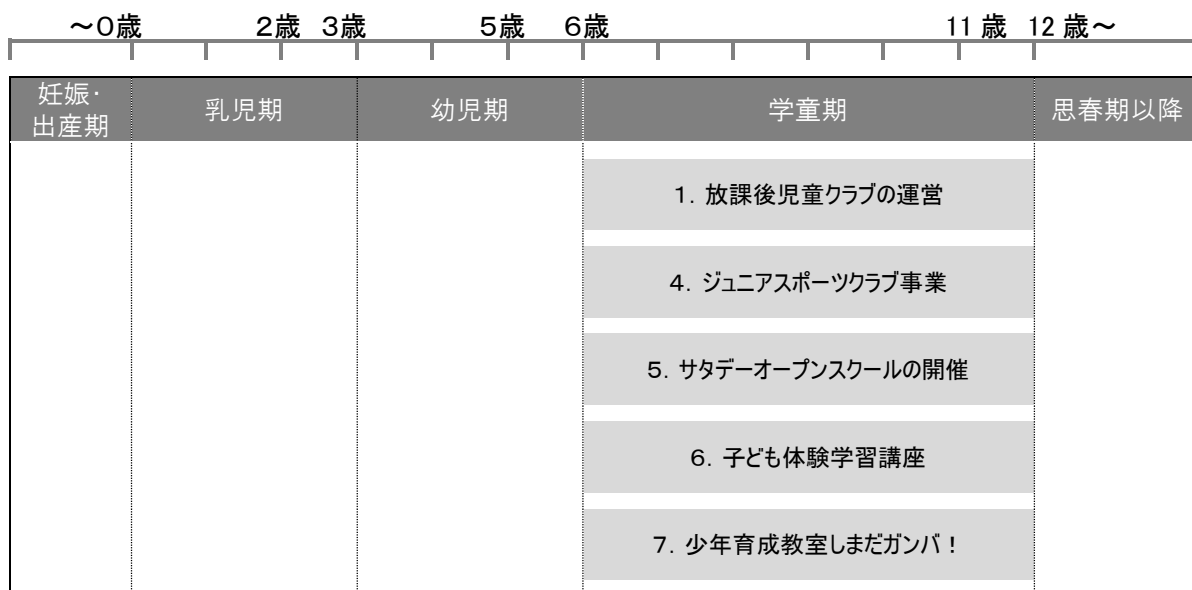 ～０歳 ２歳 ３歳 ５歳 ６歳 11 歳 12 歳～
妊娠・
出産期
乳児期
幼児期
学童期
思春期以降
１．放課後児童クラブの運営
４．ジュニアスポーツクラブ事業
５．サタデーオープンスクールの開催
６．子ども体験学習講座
７．少年育成教室しまだガンバ！